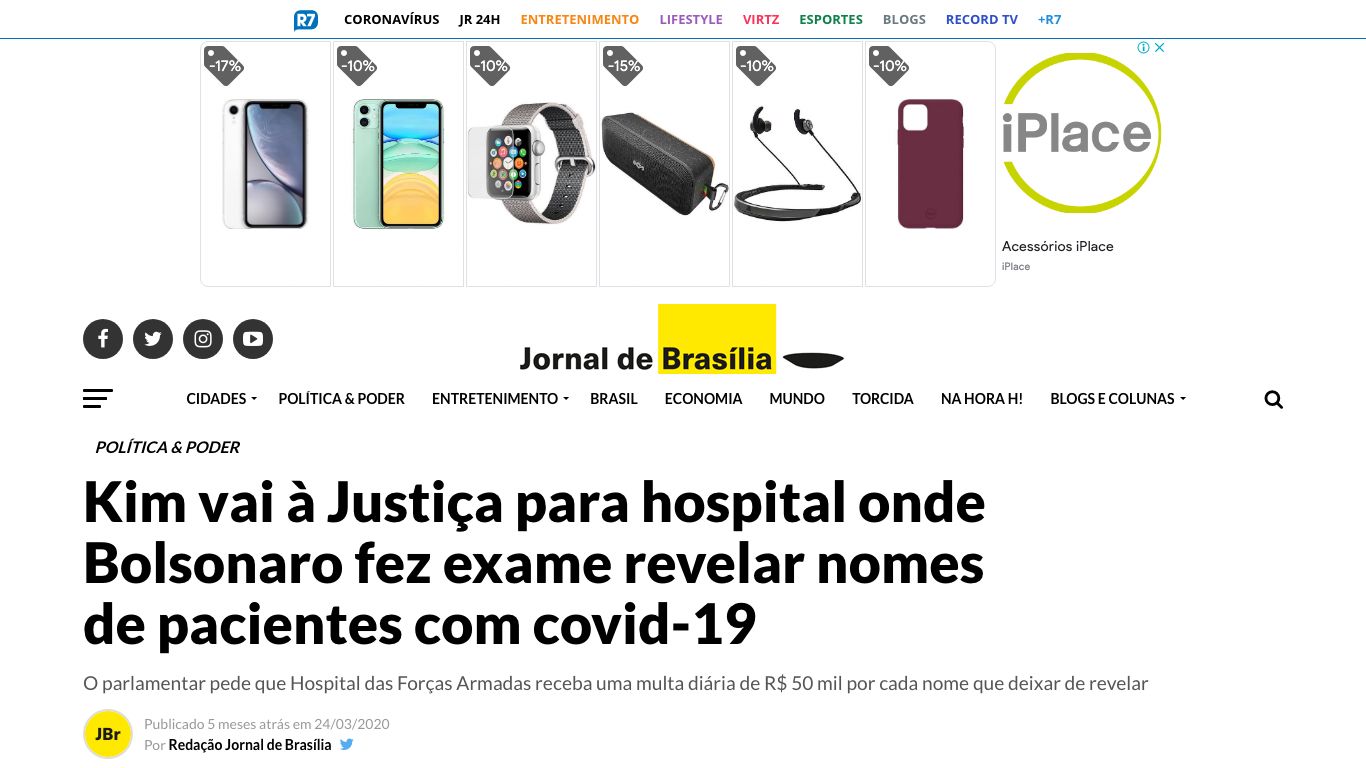 R7 CORONAVÍRUS JR 24H ENTRETENIMENTO LIFESTYLE VIRTZ ESPORTES BLOGS RECORD TV +R7
-17% -10% -10% -15% -10% -10%
iPlace
Acessórios iPlace
iPlace
Jornal de Brasília
CIDADES POLÍTICA & PODER ENTRETENIMENTO BRASIL ECONOMIA MUNDO TORCIDA NA HORA H! BLOGS E COLUNAS
POLÍTICA & PODER
Kim vai à Justiça para hospital onde
Bolsonaro fez exame revelar nomes
de pacientes com covid-19
O parlamentar pede que Hospital das Forças Armadas receba uma multa diária de R$ 50 mil por cada nome que deixar de revelar
JBr
Publicado 5 meses atrás em 24/03/2020
Por Redação Jornal de Brasília